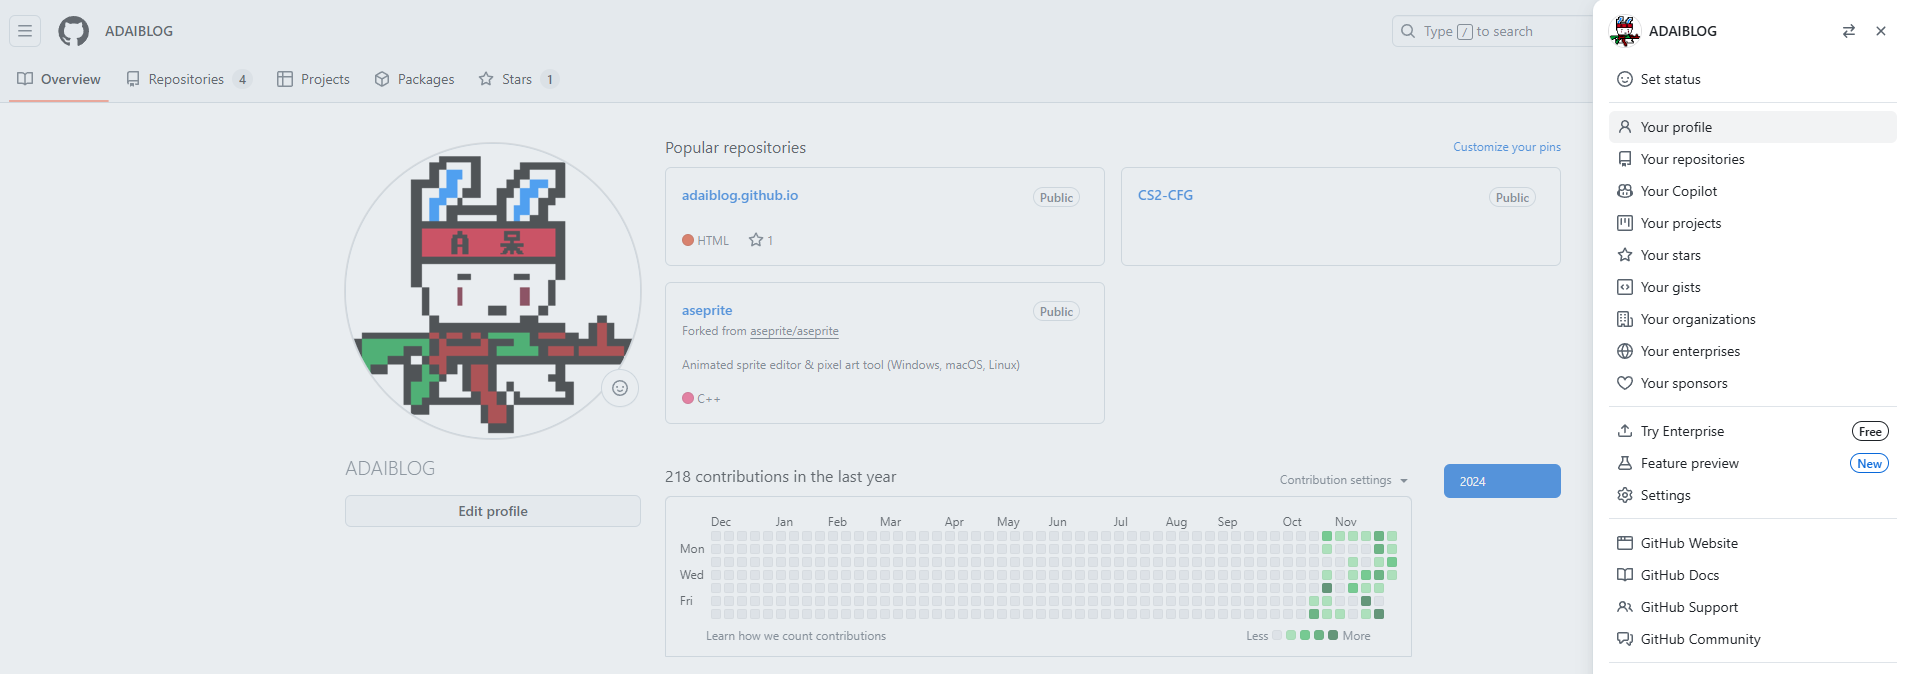 ADAIBLOG
Type / to search
Overview
Repositories 4
Projects
Packages
Stars 1
A 呆
ADAIBLOG
Edit profile
Popular repositories
Customize your pins
adaiblog.github.io
Public
HTML
1
CS2-CFG
Public
aseprite
Public
Forked from aseprite/aseprite
Animated sprite editor & pixel art tool (Windows, macOS, Linux)
C++
218 contributions in the last year
Contribution settings
2024
Dec Jan Feb Mar Apr May Jun Jul Aug Sep Oct Nov
Mon
Wed
Fri
Learn how we count contributions
Less
More
ADAIBLOG
Set status
Your profile
Your repositories
Your Copilot
Your projects
Your stars
Your gists
Your organizations
Your enterprises
Your sponsors
Try Enterprise Free
Feature preview New
Settings
GitHub Website
GitHub Docs
GitHub Support
GitHub Community